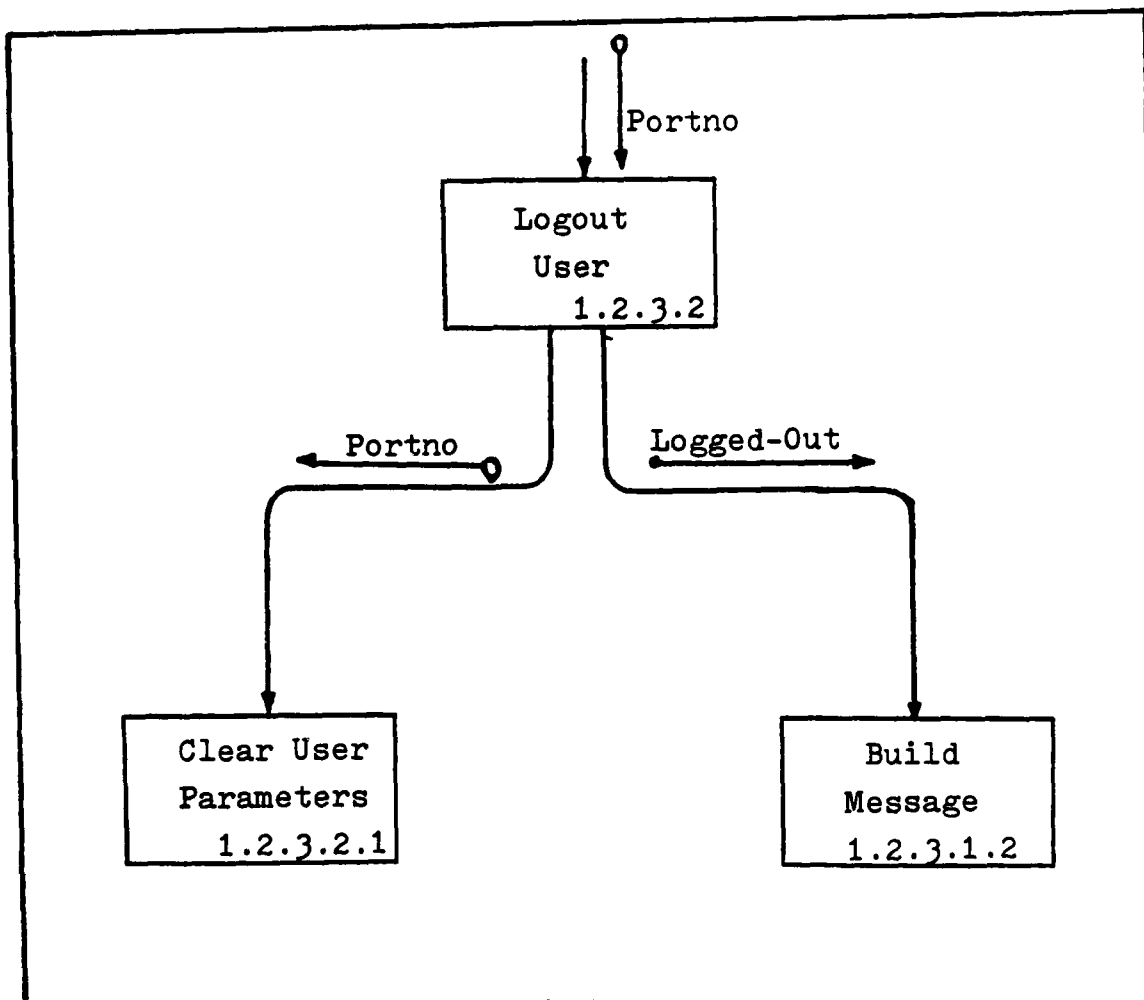 Portno
Logout
User
1.2.3.2
Portno
Logged-Out
Clear User
Parameters
1.2.3.2.1
Build
Message
1.2.3.1.2